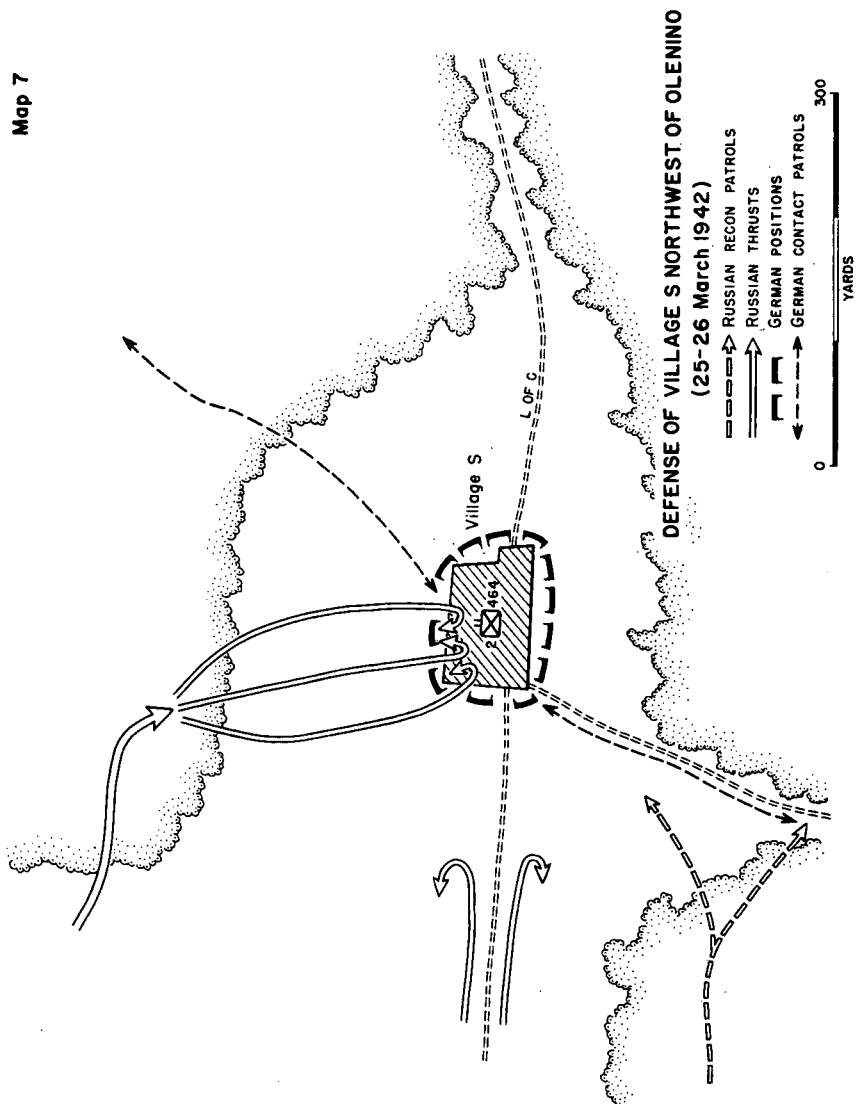 Map 7
Village S
L OF C
2
464
DEFENSE OF VILLAGE S NORTHWEST OF OLENINO
(25-26 March 1942)
RUSSIAN RECON PATROLS
RUSSIAN THRUSTS
GERMAN POSITIONS
GERMAN CONTACT PATROLS
0
300
YARDS